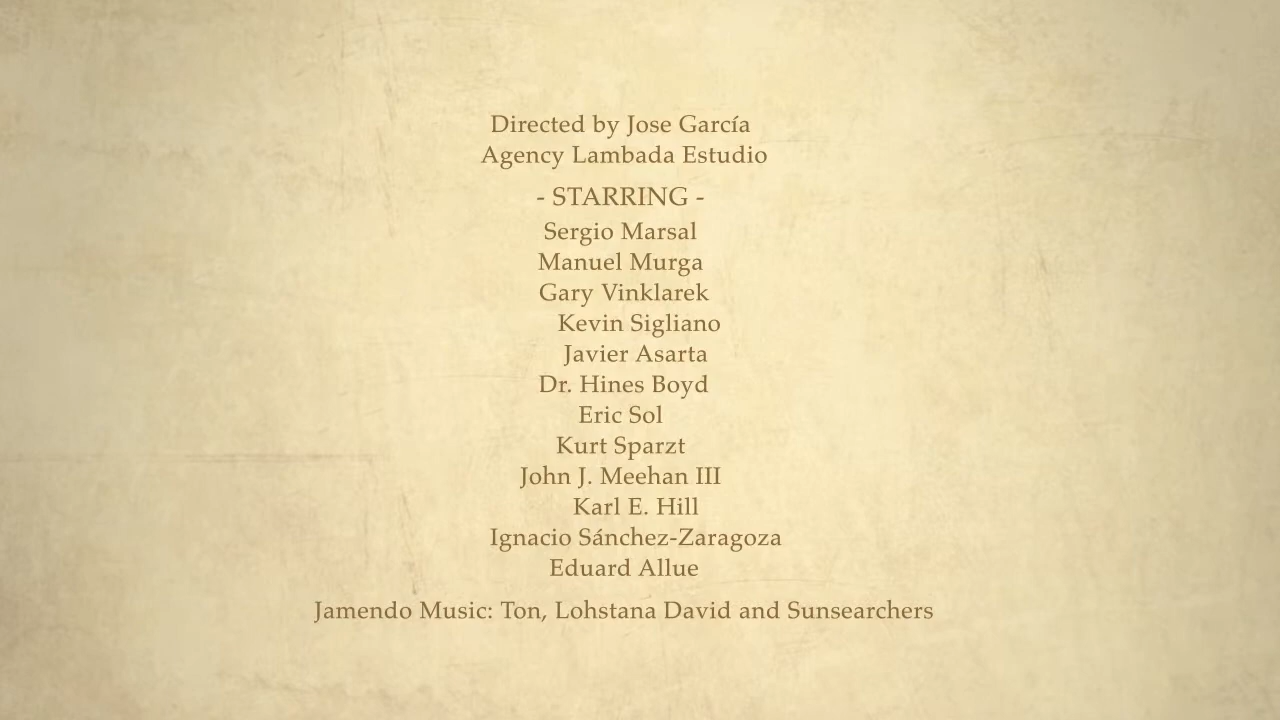 Directed by Jose García
Agency Lambada Estudio
- STARRING -
Sergio Marsal
Manuel Murga
Gary Vinklarek
Kevin Sigliano
Javier Asarta
Dr. Hines Boyd
Eric Sol
Kurt Sparzt
John J. Meehan III
Karl E. Hill
Ignacio Sánchez-Zaragoza
Eduard Allue
Jamendo Music: Ton, Lohstana David and Sunsearchers